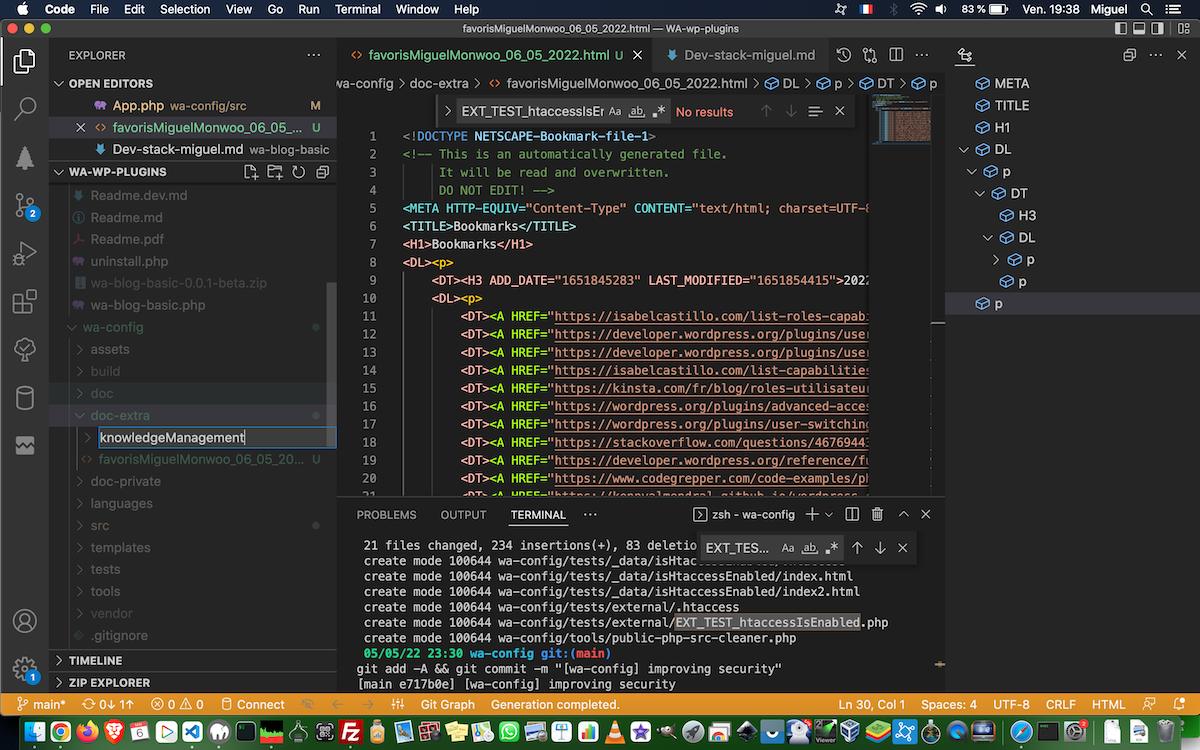 Code File Edit Selection View Go Run Terminal Window Help 83 % Ven. 19:38 Miguel
favorisMiguelMonwoo_06_05_2022.html — WA-wp-plugins
EXPLORER
OPEN EDITORS
App.php wa-config/src M
favorisMiguelMonwoo_06_05_... U
Dev-stack-miguel.md wa-blog-basic
WA-WP-PLUGINS
Readme.dev.md
Readme.md
Readme.pdf
uninstall.php
wa-blog-basic-0.0.1-beta.zip
wa-blog-basic.php
wa-config
assets
build
doc
doc-extra
knowledgeManagement
favorisMiguelMonwoo_06_05_20... U
doc-private
languages
src
templates
tests
tools
vendor
.gitignore
TIMELINE
ZIP EXPLORER
2
1
favorisMiguelMonwoo_06_05_2022.html U
Dev-stack-miguel.md
wa-config > doc-extra > favorisMiguelMonwoo_06_05_2022.html > DL > p > DT > p
EXT_TEST_htaccessIsEr Aa ab No results
1 <!DOCTYPE NETSCAPE-Bookmark-file-1>
2 <!-- This is an automatically generated file.
3 It will be read and overwritten.
4 DO NOT EDIT! -->
5 <META HTTP-EQUIV="Content-Type" CONTENT="text/html; charset=UTF-8
6 <TITLE>Bookmarks</TITLE>
7 <H1>Bookmarks</H1>
8 <DL><p>
9 <DT><H3 ADD_DATE="1651845283" LAST_MODIFIED="1651854415">2022
10 <DL><p>
11 <DT><A HREF="https://isabelcastillo.com/list-roles-capabi
12 <DT><A HREF="https://developer.wordpress.org/plugins/user
13 <DT><A HREF="https://developer.wordpress.org/plugins/user
14 <DT><A HREF="https://isabelcastillo.com/list-capabilities
15 <DT><A HREF="https://kinsta.com/fr/blog/roles-utilisateur
16 <DT><A HREF="https://wordpress.org/plugins/advanced-acces
17 <DT><A HREF="https://wordpress.org/plugins/user-switching
18 <DT><A HREF="https://stackoverflow.com/questions/4676944
19 <DT><A HREF="https://developer.wordpress.org/reference/fu
20 <DT><A HREF="https://www.codegrepper.com/code-examples/ph
21
META
TITLE
H1
DL
p
DT
H3
DL
p
p
p
PROBLEMS OUTPUT TERMINAL zsh - wa-config
EXT_TES... Aa ab
21 files changed, 234 insertions(+), 83 deletio
create mode 100644 wa-config/tests/_data/isHtac
create mode 100644 wa-config/tests/_data/isHtaccessEnabled/index.html
create mode 100644 wa-config/tests/_data/isHtaccessEnabled/index2.html
create mode 100644 wa-config/tests/external/.htaccess
create mode 100644 wa-config/tests/external/EXT_TEST_htaccessIsEnabled.php
create mode 100644 wa-config/tools/public-php-src-cleaner.php
05/05/22 23:30 wa-config git:(main)
git add -A && git commit -m "[wa-config] improving security"
[main e717b0e] [wa-config] improving security
main* 0↓ 1↑ 0 0 Connect Git Graph Generation completed. Ln 30, Col 1 Spaces: 4 UTF-8 CRLF HTML